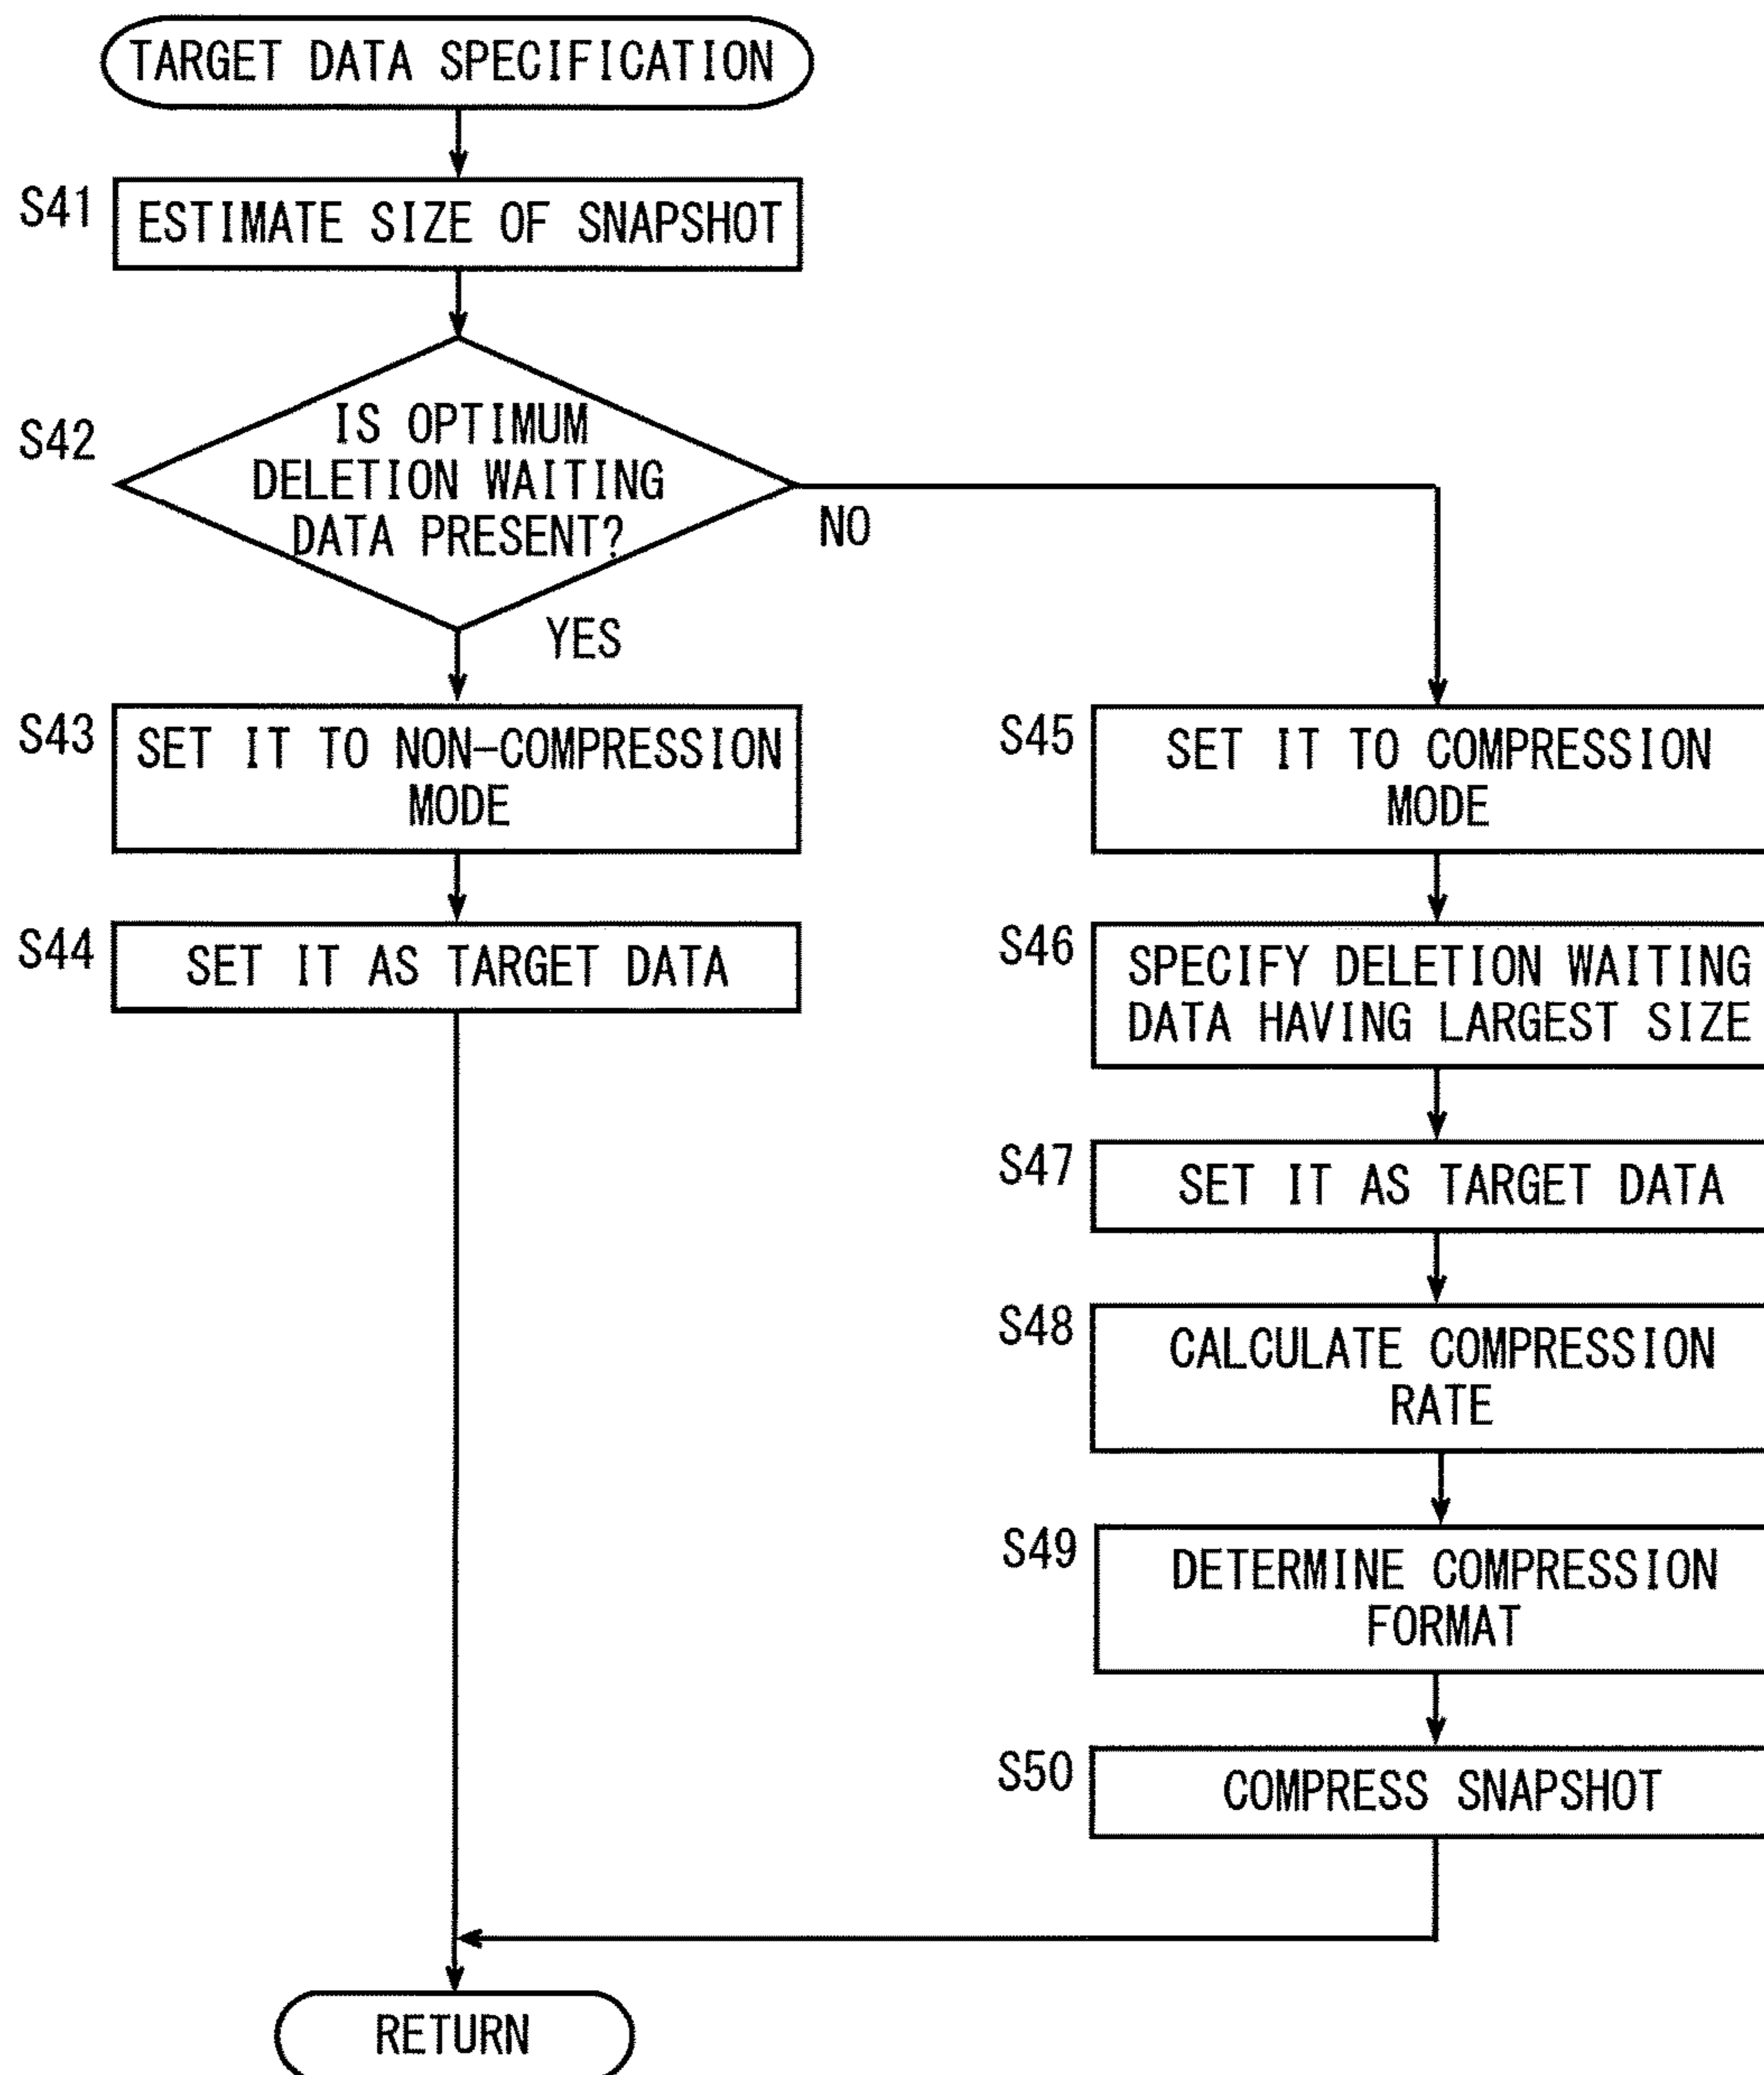 TARGET DATA SPECIFICATION
S41
ESTIMATE SIZE OF SNAPSHOT
S42
IS OPTIMUM
DELETION WAITING
DATA PRESENT?
NO
YES
S43
SET IT TO NON-COMPRESSION
MODE
S44
SET IT AS TARGET DATA
S45
SET IT TO COMPRESSION
MODE
S46
SPECIFY DELETION WAITING
DATA HAVING LARGEST SIZE
S47
SET IT AS TARGET DATA
S48
CALCULATE COMPRESSION
RATE
S49
DETERMINE COMPRESSION
FORMAT
S50
COMPRESS SNAPSHOT
RETURN